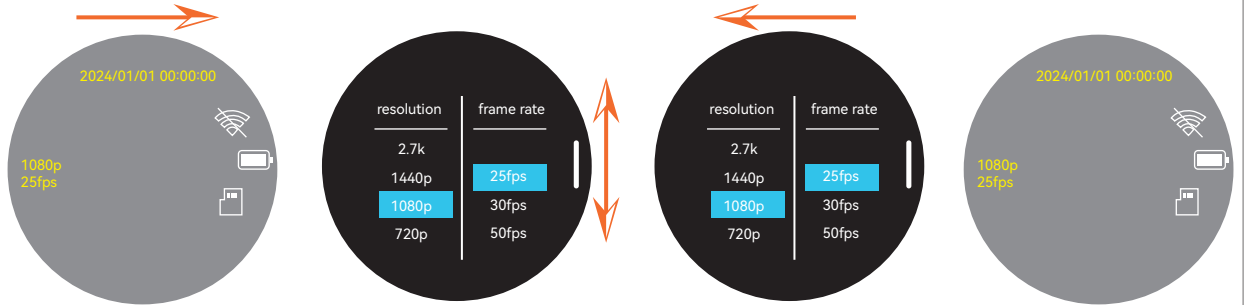 2024/01/01 00:00:00
1080p
25fps
resolution
frame rate
2.7k
1440p
1080p
720p
25fps
30fps
50fps
resolution
frame rate
2.7k
1440p
1080p
720p
25fps
30fps
50fps
2024/01/01 00:00:00
1080p
25fps